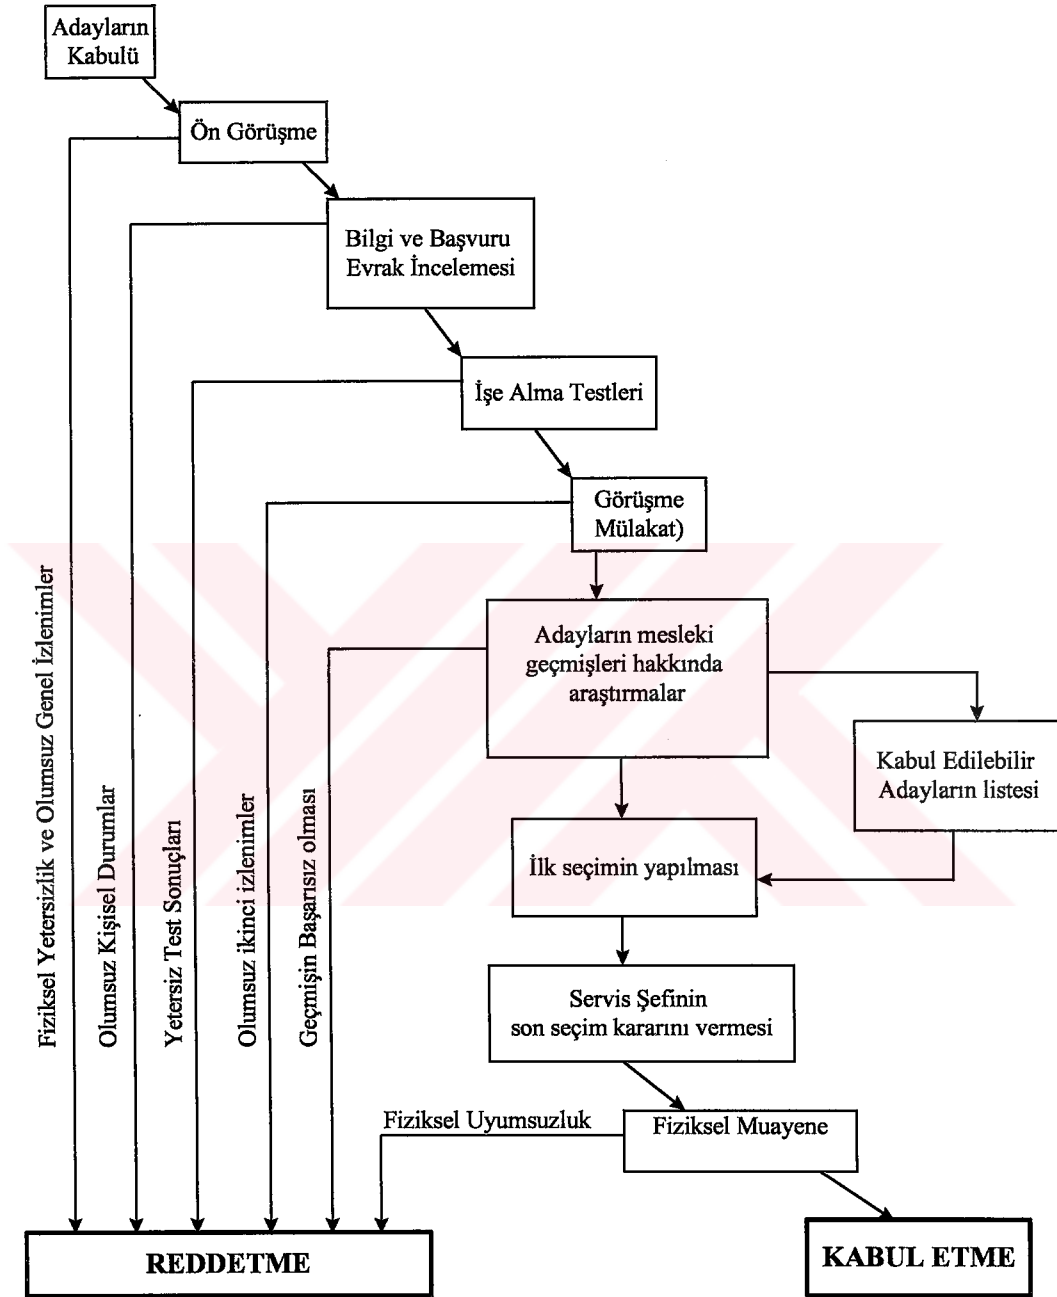 Adayların
Kabulü
Ön Görüşme
Bilgi ve Başvuru
Evrak İncelemesi
İşe Alma Testleri
Görüşme
Mülakat)
Adayların mesleki
geçmişleri hakkında
araştırmalar
Kabul Edilebilir
Adayların listesi
İlk seçimin yapılması
Servis Şefinin
son seçim kararını vermesi
Fiziksel Muayene
Fiziksel Uyumsuzluk
Fiziksel Yetersizlik ve Olumsuz Genel İzlenimler
Olumsuz Kişisel Durumlar
Yetersiz Test Sonuçları
Olumsuz ikinci izlenimler
Geçmişin Başarısız olması
REDDETME
KABUL ETME